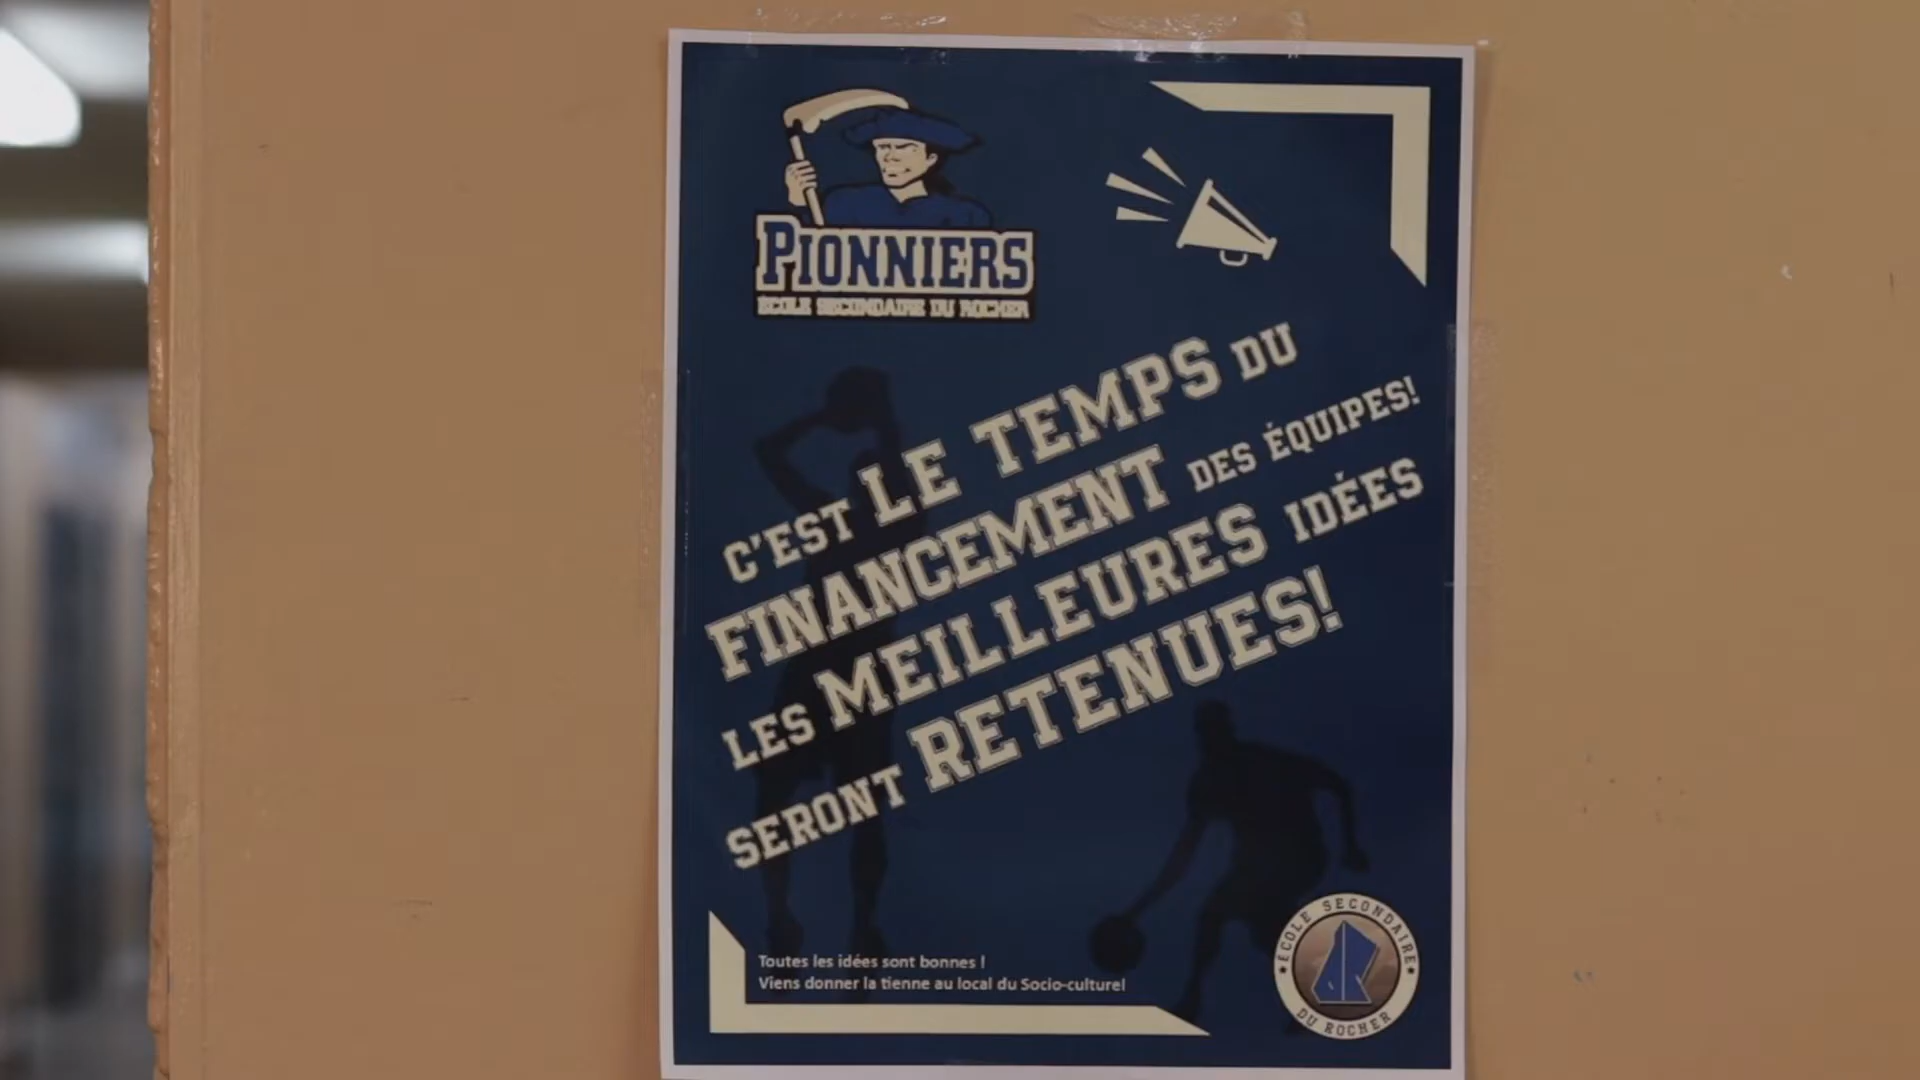 PIONNIERS
ÉCOLE SECONDAIRE DU ROCHER
C'EST LE TEMPS DU
FINANCEMENT DES ÉQUIPES!
LES MEILLEURES IDÉES
SERONT RETENUES!
Toutes les idées sont bonnes !
Viens donner la tienne au local du Socio-culturel
ÉCOLE SECONDAIRE
DU ROCHER